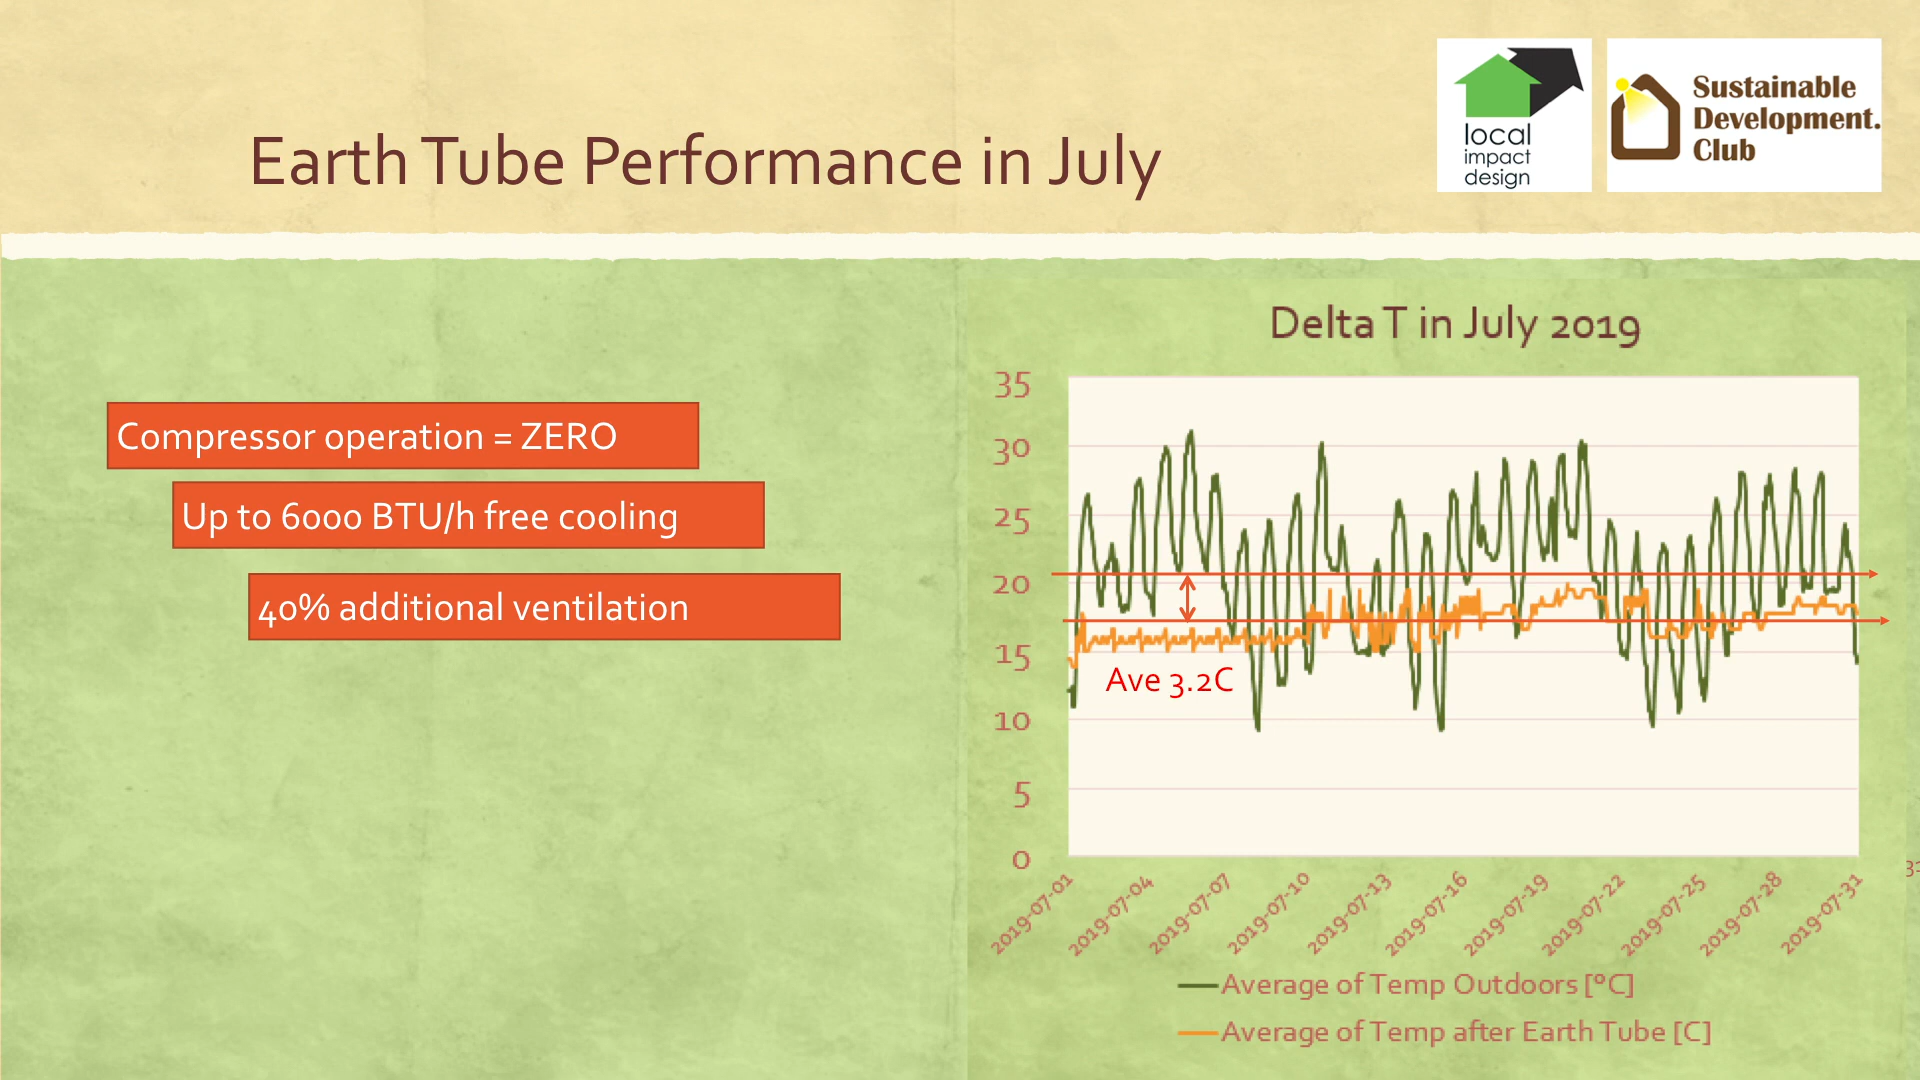 local
impact
design
Sustainable
Development.
Club
Earth Tube Performance in July
Compressor operation = ZERO
Up to 6000 BTU/h free cooling
40% additional ventilation
Delta T in July 2019
35
30
25
20
15
10
5
0
Ave 3.2C
2019-07-01
2019-07-04
2019-07-07
2019-07-10
2019-07-13
2019-07-16
2019-07-19
2019-07-22
2019-07-25
2019-07-28
2019-07-31
Average of Temp Outdoors [°C]
Average of Temp after Earth Tube [C]